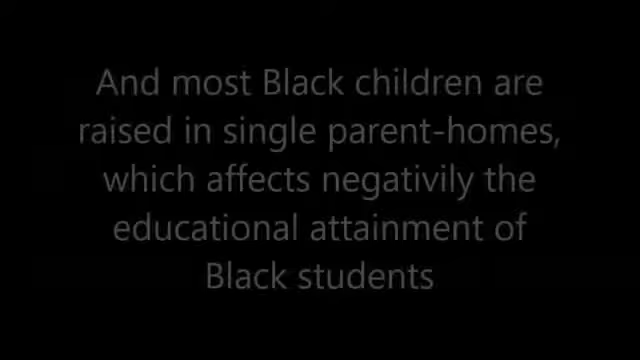 And most Black children are
raised in single parent-homes,
which affects negativily the
educational attainment of
Black students